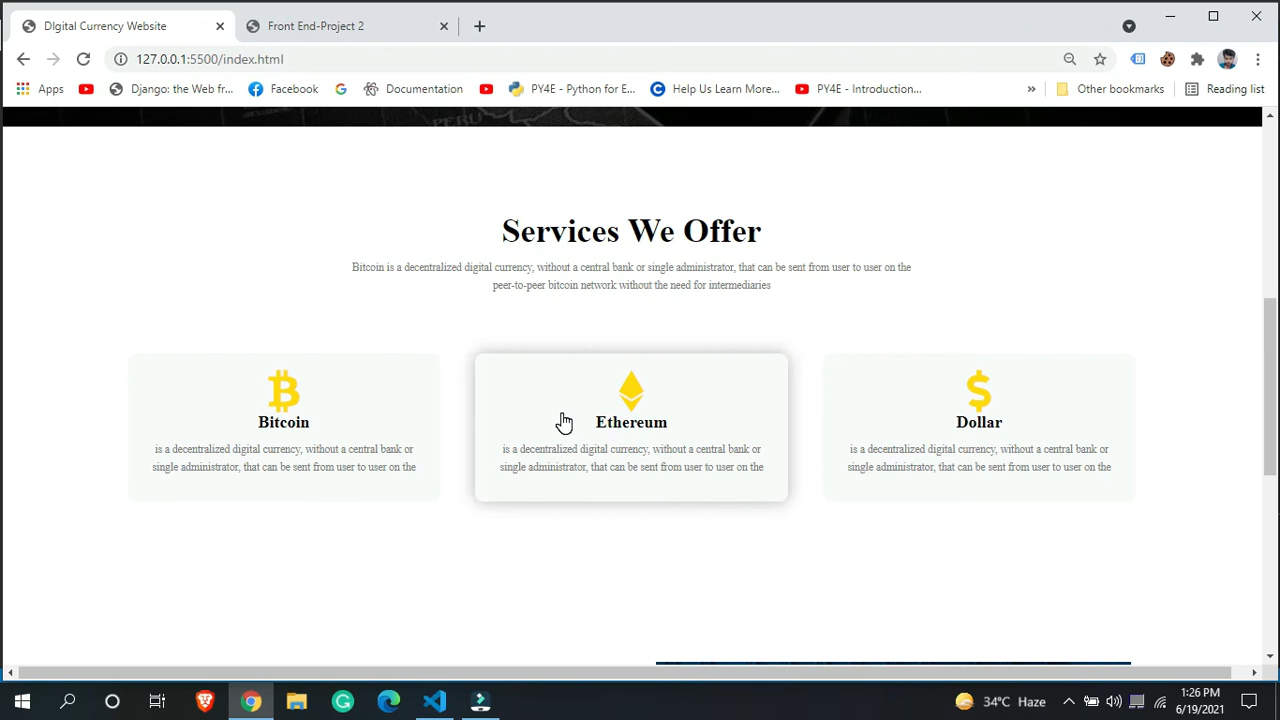 DIgital Currency Website
Front End-Project 2
127.0.0.1:5500/index.html
Apps
Django: the Web fr...
Facebook
Documentation
PY4E - Python for E...
Help Us Learn More...
PY4E - Introduction...
»
Other bookmarks
Reading list
PERU
Services We Offer
Bitcoin is a decentralized digital currency, without a central bank or single administrator, that can be sent from user to user on the
peer-to-peer bitcoin network without the need for intermediaries
Bitcoin
is a decentralized digital currency, without a central bank or
single administrator, that can be sent from user to user on the
Ethereum
is a decentralized digital currency, without a central bank or
single administrator, that can be sent from user to user on the
Dollar
is a decentralized digital currency, without a central bank or
single administrator, that can be sent from user to user on the
34°C Haze
1:26 PM
6/19/2021